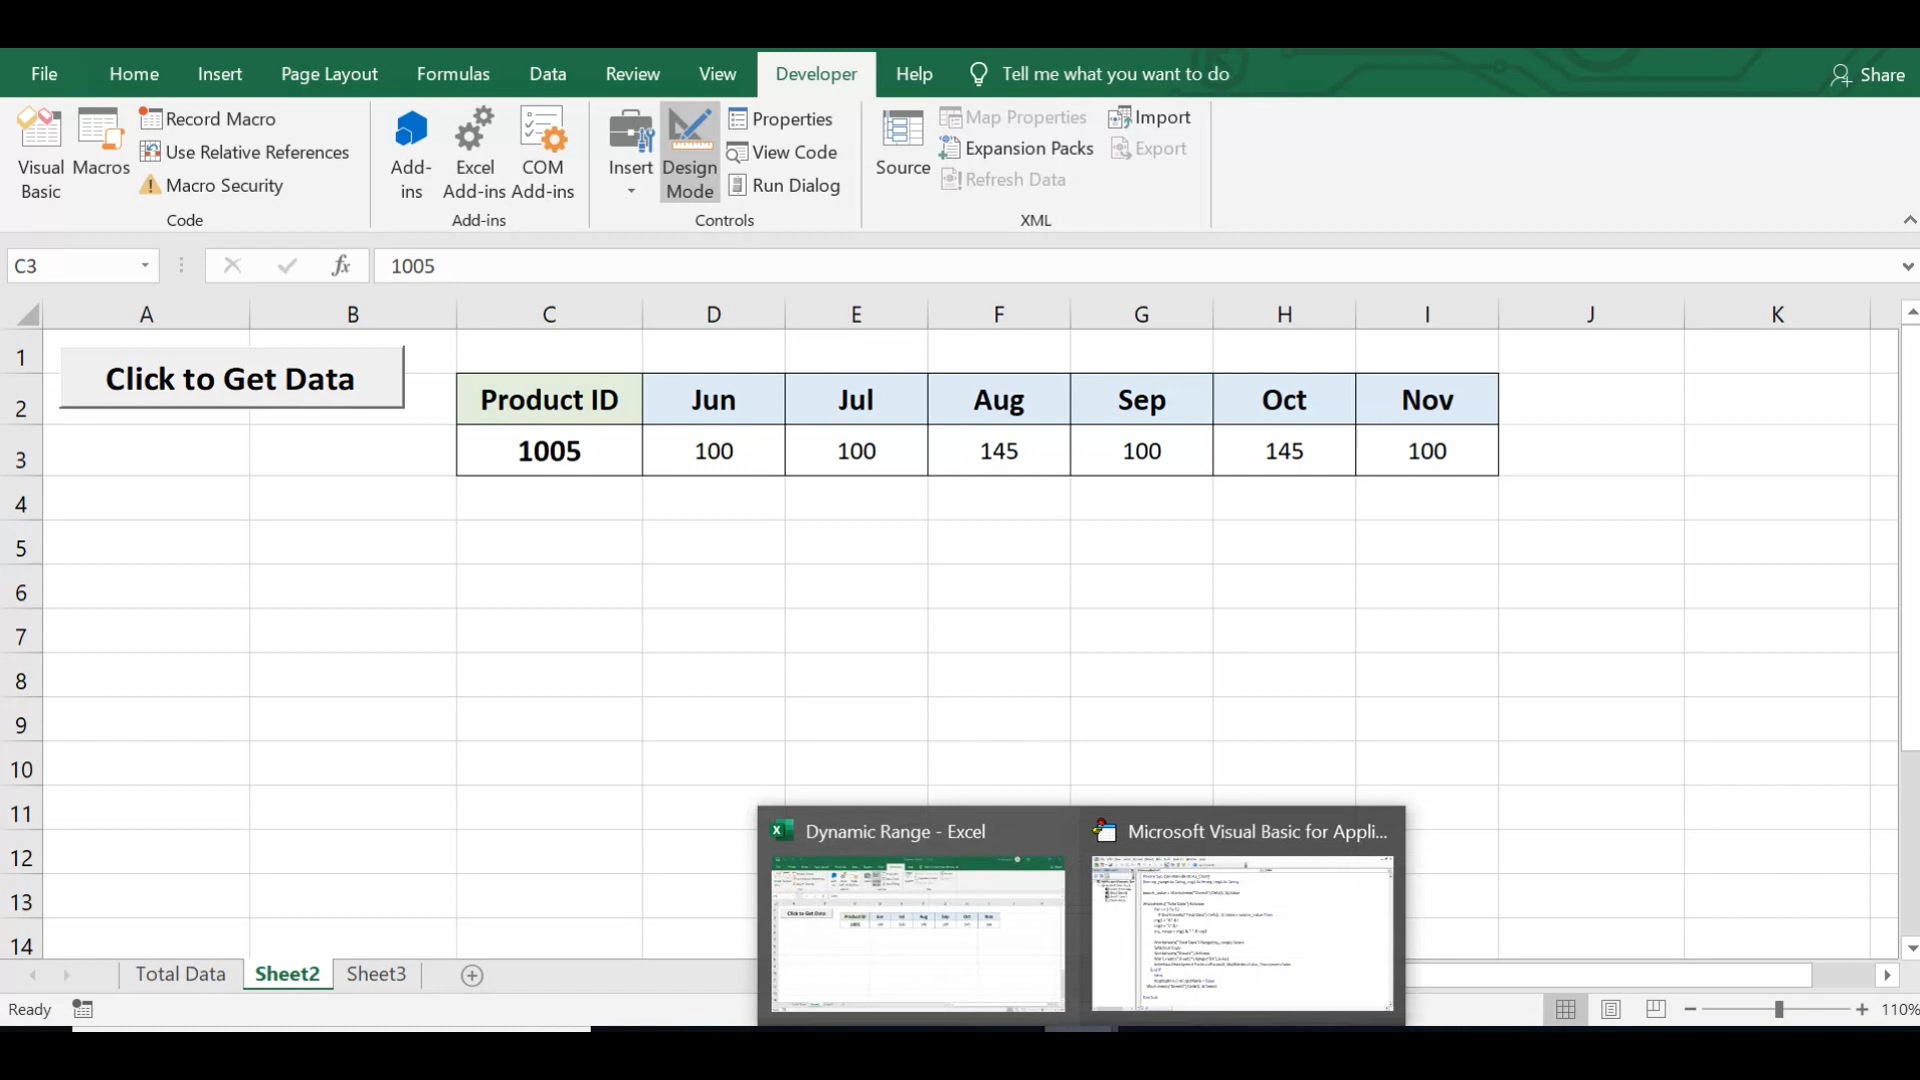 File Home Insert Page Layout Formulas Data Review View Developer Help Tell me what you want to do Share
Visual Basic
Macros
Record Macro
Use Relative References
Macro Security
Code
Add-ins
Excel Add-ins
COM Add-ins
Add-ins
Insert
Design Mode
Properties
View Code
Run Dialog
Controls
Source
Map Properties
Expansion Packs
Refresh Data
Import
Export
XML
C3 fx 1005
A B C D E F G H I J K
1
Click to Get Data
2 Product ID Jun Jul Aug Sep Oct Nov
3 1005 100 100 145 100 145 100
4
5
6
7
8
9
10
11
12
13
14
Dynamic Range - Excel
Microsoft Visual Basic for Appli...
Total Data Sheet2 Sheet3
Ready 110%